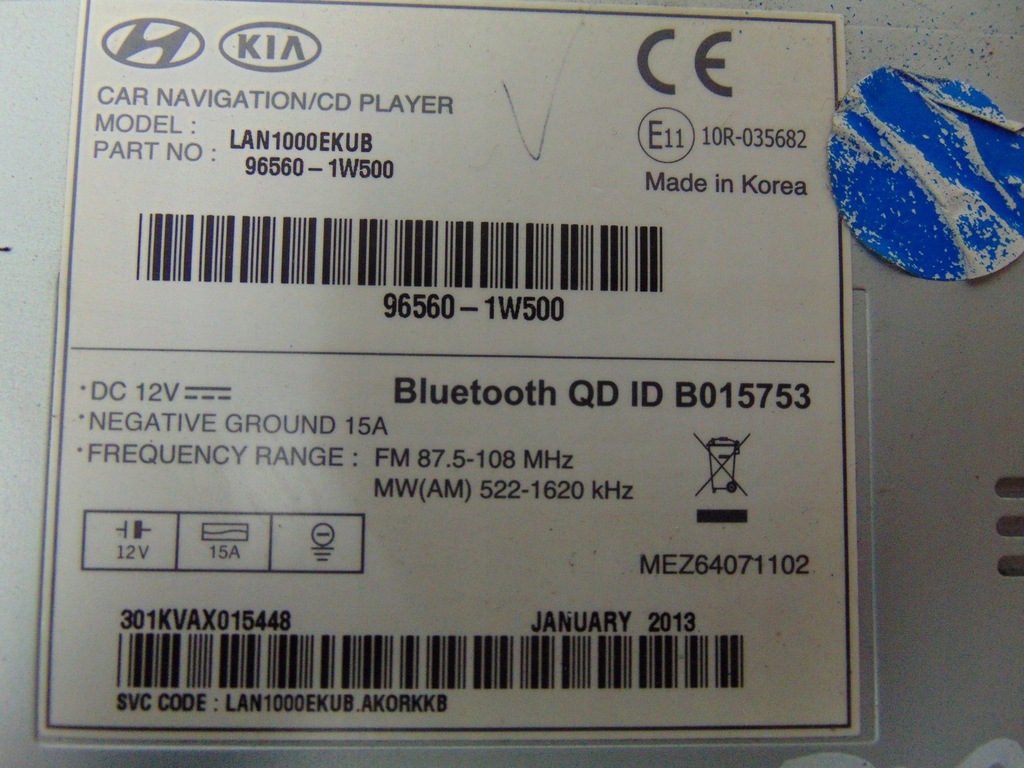 KIA
CE
CAR NAVIGATION/CD PLAYER
MODEL : LAN1000EKUB
PART NO : 96560-1W500
E11 10R-035682
Made in Korea
96560-1W500
·DC 12V
Bluetooth QD ID B015753
·NEGATIVE GROUND 15A
·FREQUENCY RANGE : FM 87.5-108 MHz
MW(AM) 522-1620 kHz
12V 15A
MEZ64071102
301KVAX015448 JANUARY 2013
SVC CODE : LAN1000EKUB.AKORKKB